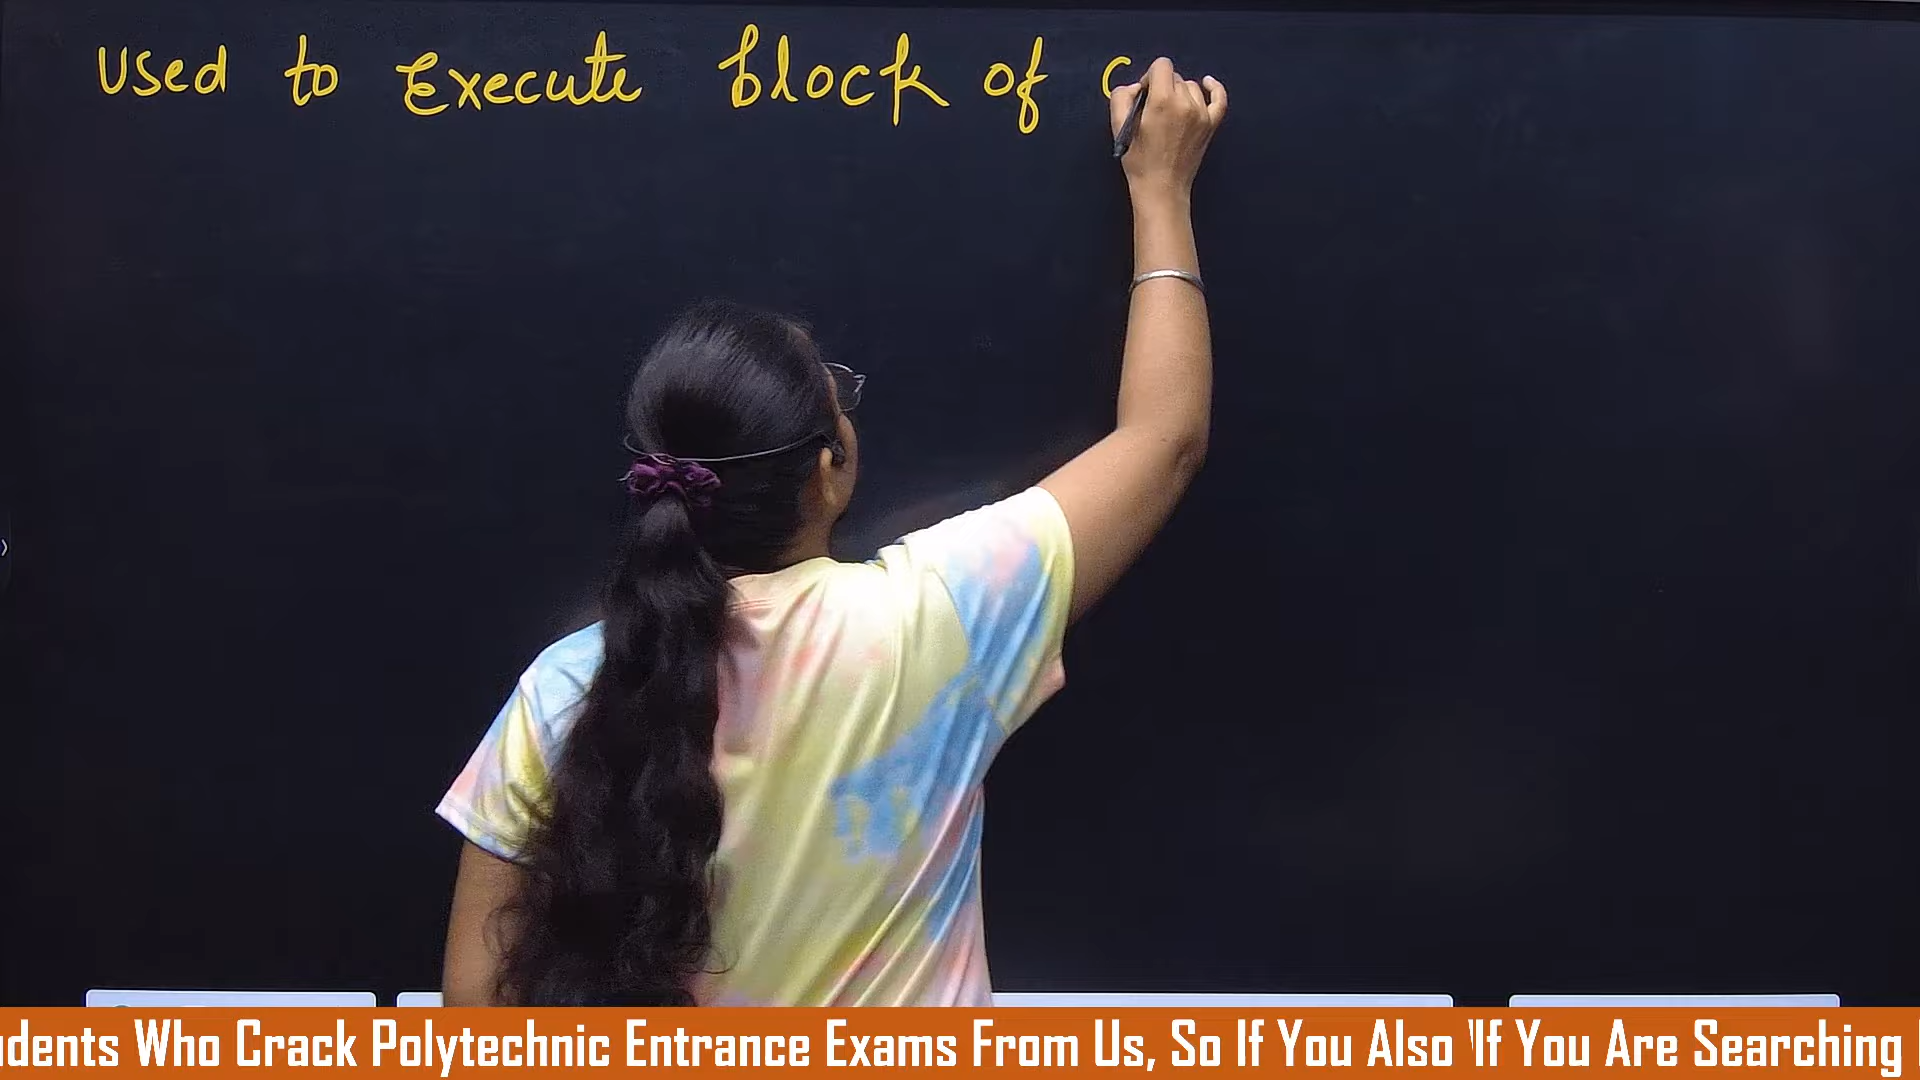 Used to Execute block of c
udents Who Crack Polytechnic Entrance Exams From Us, So If You Also 'If You Are Searching